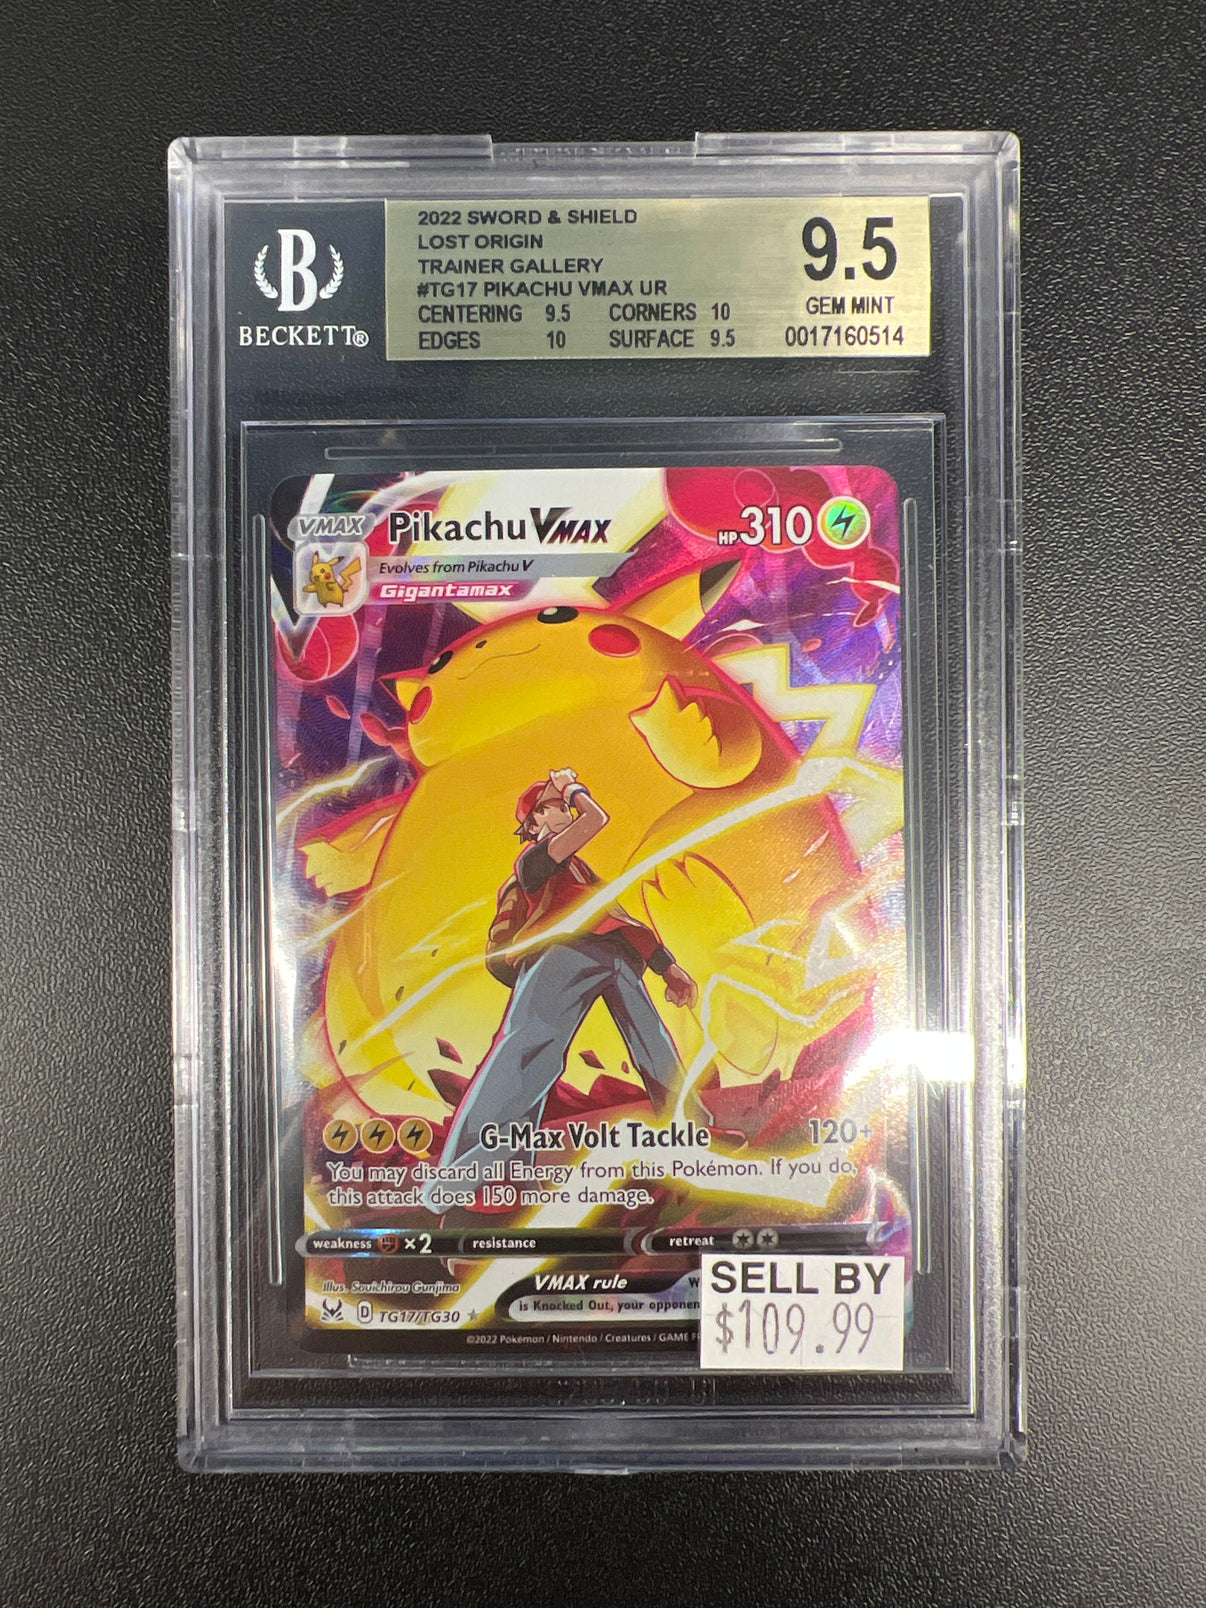 2022 SWORD & SHIELD
LOST ORIGIN
TRAINER GALLERY
#TG17 PIKACHU VMAX UR
CENTERING 9.5 CORNERS 10
EDGES 10 SURFACE 9.5
9.5
GEM MINT
0017160514
B
BECKETT®
VMAX
Pikachu VMAX
HP 310
Evolves from Pikachu V
Gigantamax
G-Max Volt Tackle 120+
You may discard all Energy from this Pokémon. If you do,
this attack does 150 more damage.
weakness ×2 resistance retreat
Illus. Souichirou Gunjima
VMAX rule W
is Knocked Out, your opponen
D TG17/TG30
©2022 Pokémon / Nintendo / Creatures / GAME
SELL BY
$109.99